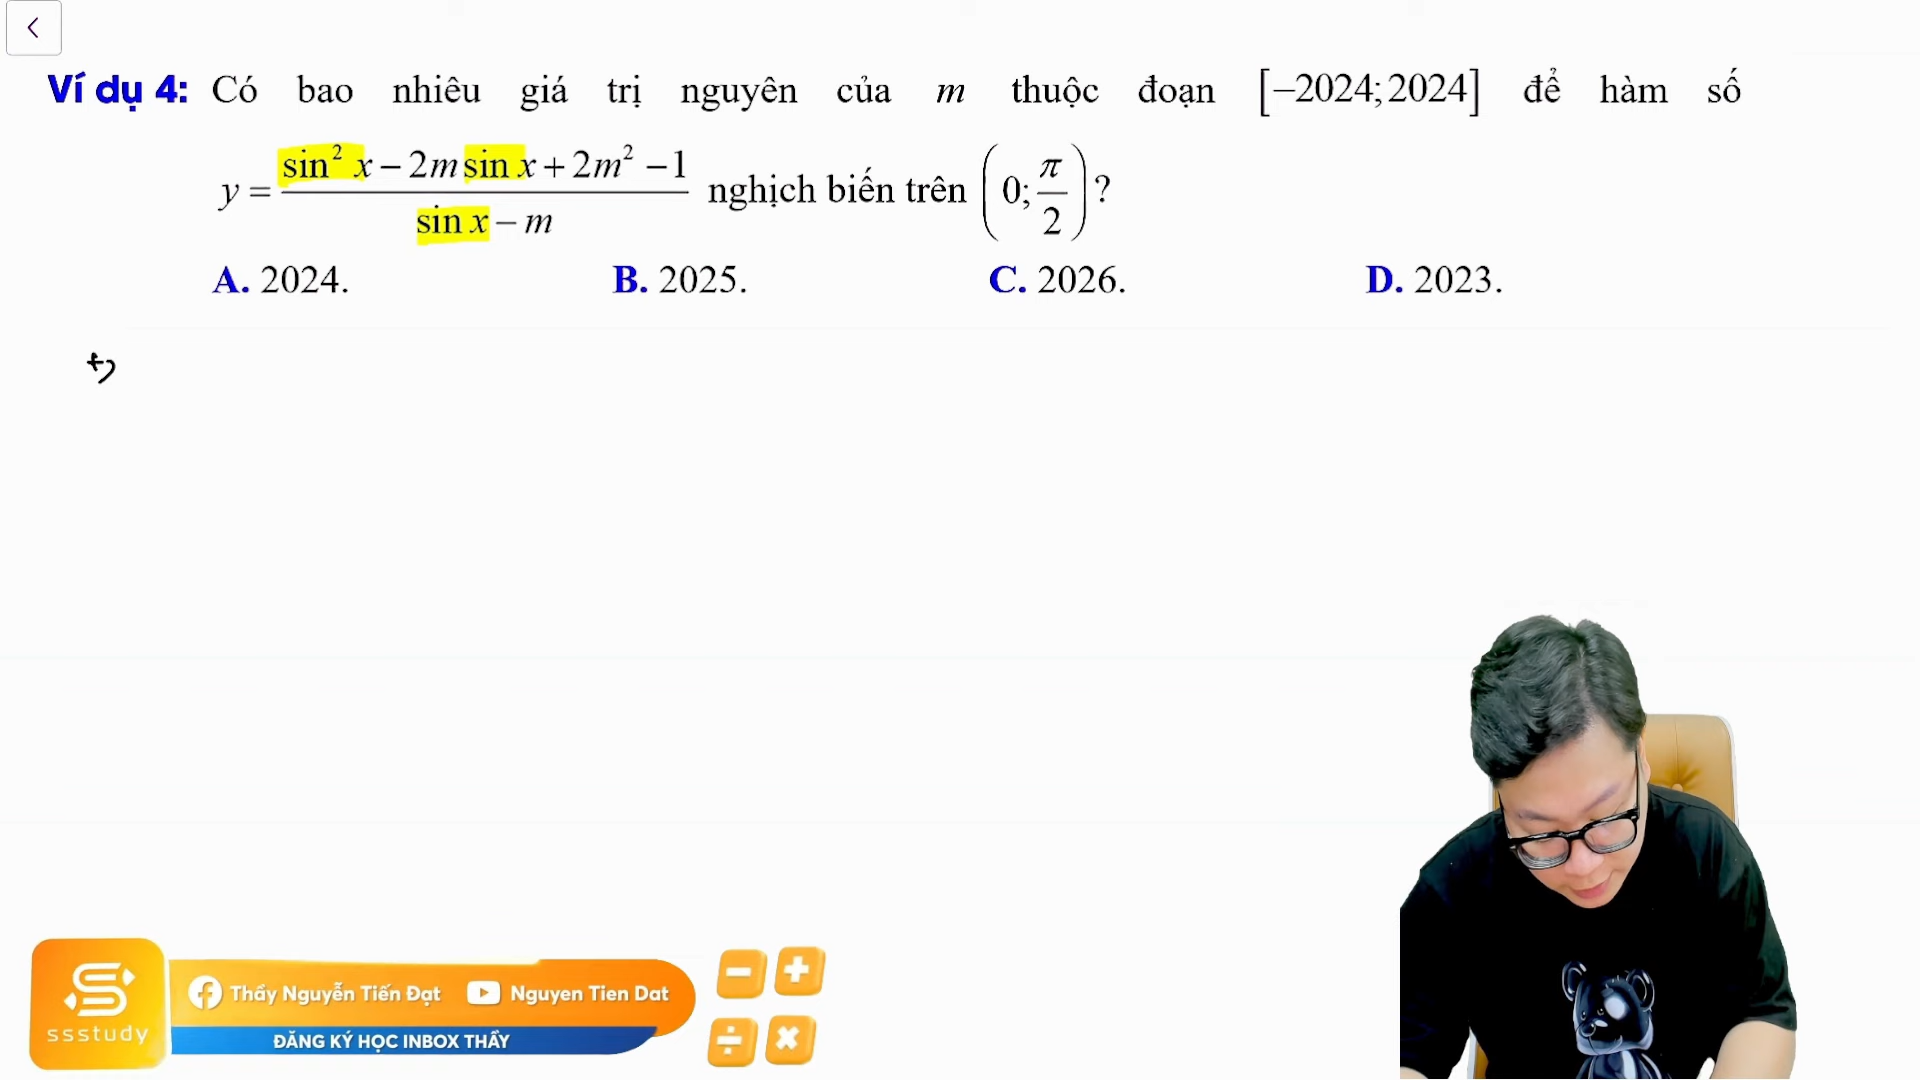 Ví dụ 4: Có bao nhiêu giá trị nguyên của m thuộc đoạn [−2024; 2024] để hàm số
y = (sin² x − 2m sin x + 2m² − 1) / (sin x − m) nghịch biến trên (0; π/2)?
A. 2024. B. 2025. C. 2026. D. 2023.
+)
Thầy Nguyễn Tiến Đạt Nguyen Tien Dat
ssstudy
ĐĂNG KÝ HỌC INBOX THẦY